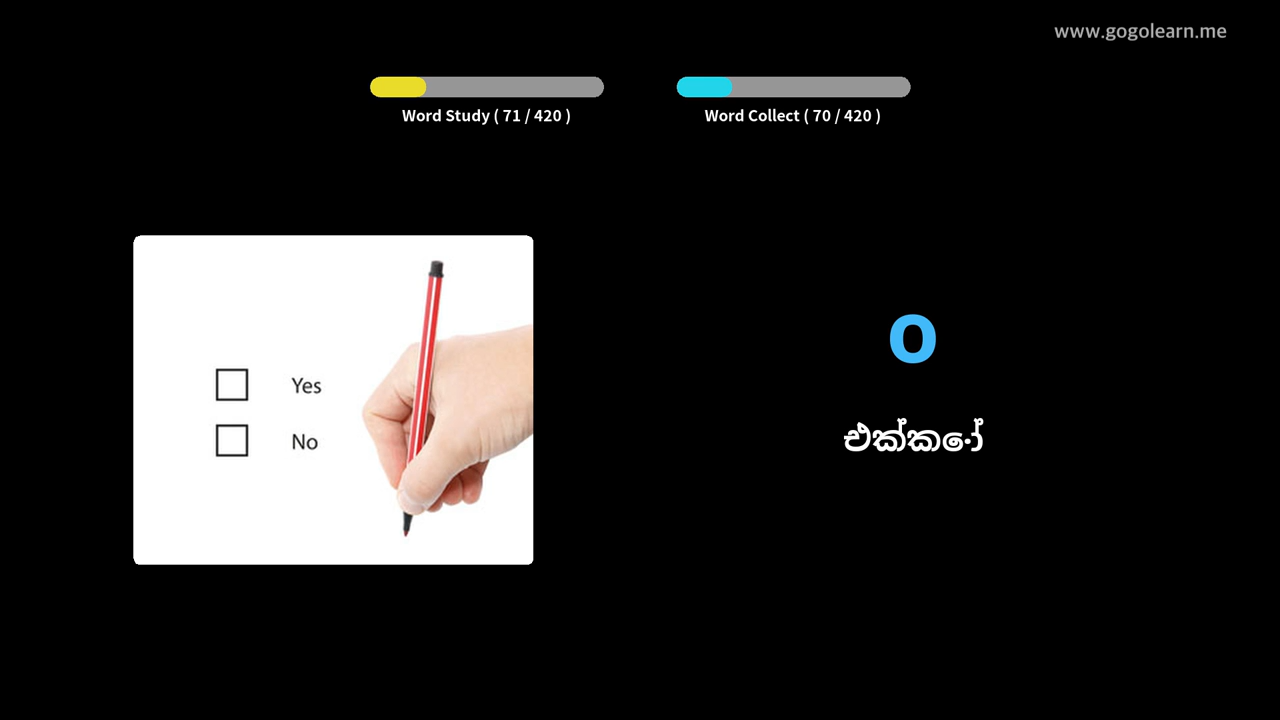 www.gogolearn.me
Word Study ( 71 / 420 )
Word Collect ( 70 / 420 )
Yes
No
o
එක්කෝ